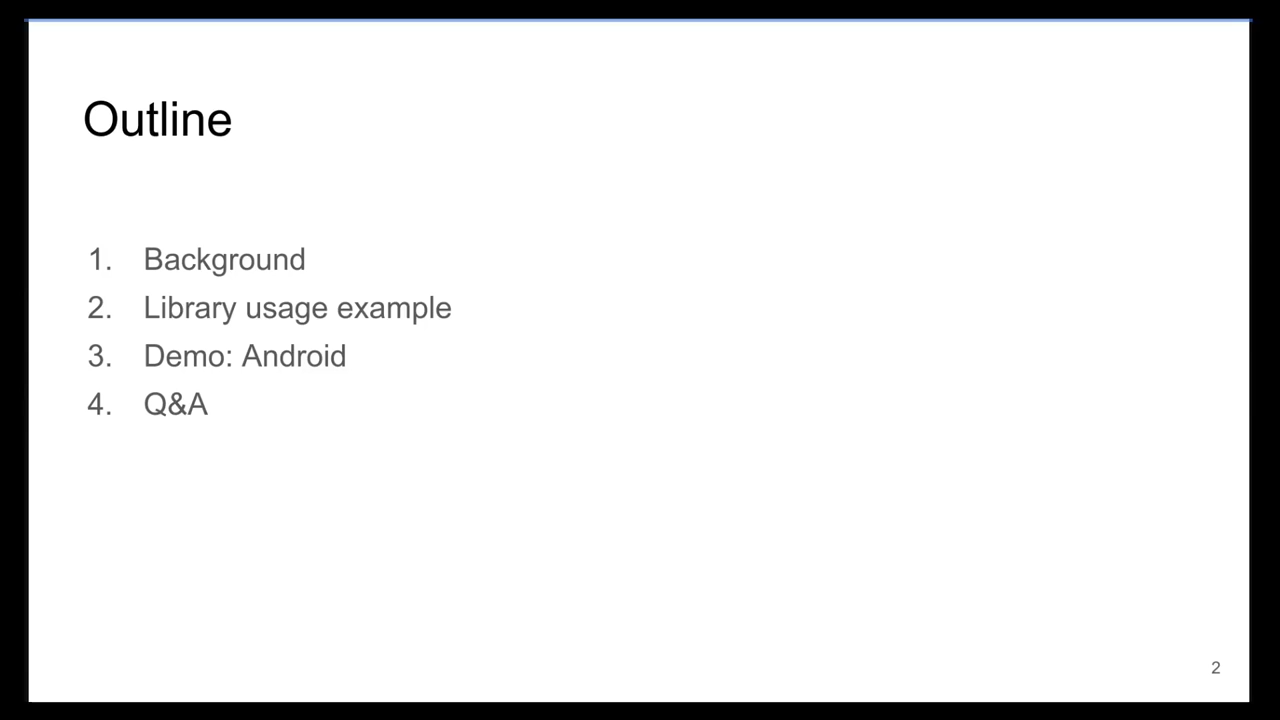 Outline
1. Background
2. Library usage example
3. Demo: Android
4. Q&A
2